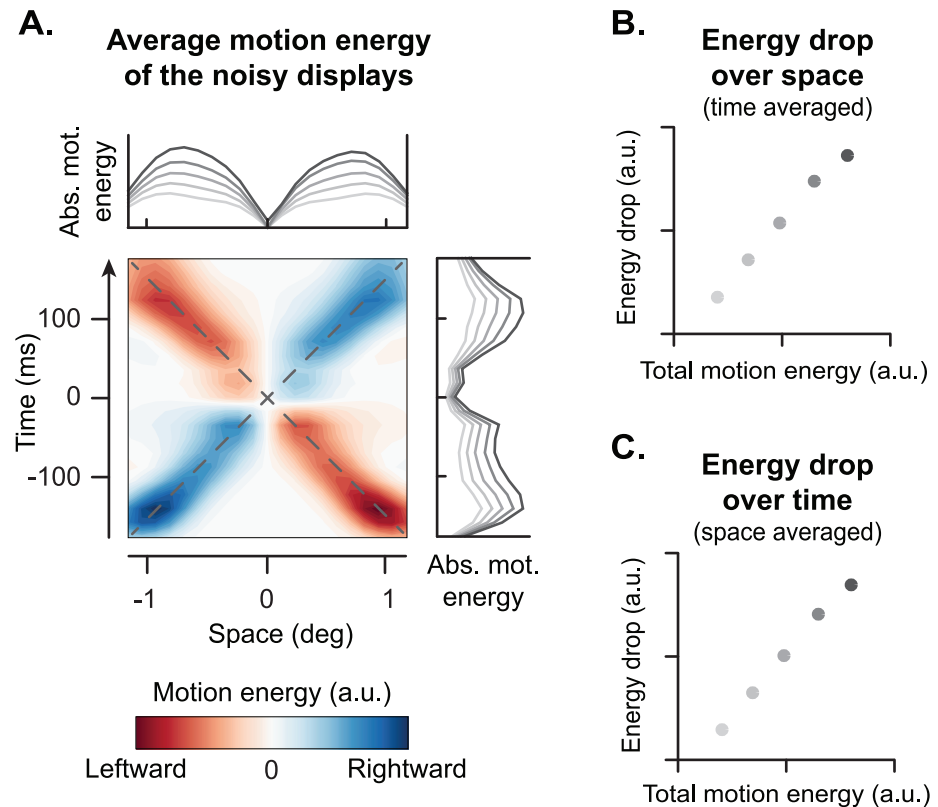 A.
Average motion energy
of the noisy displays
Abs. mot.
energy
Time (ms)
100
0
-100
-1
0
1
Space (deg)
Abs. mot.
energy
Motion energy (a.u.)
Leftward
0
Rightward
B.
Energy drop
over space
(time averaged)
Energy drop (a.u.)
Total motion energy (a.u.)
C.
Energy drop
over time
(space averaged)
Energy drop (a.u.)
Total motion energy (a.u.)